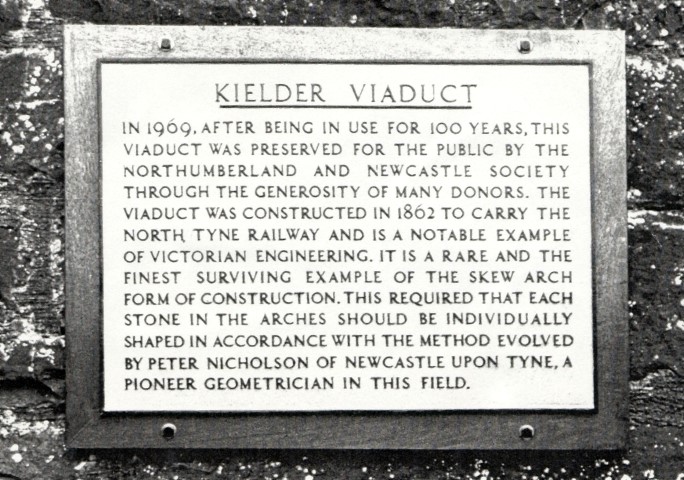 KIELDER VIADUCT
IN 1969, AFTER BEING IN USE FOR 100 YEARS, THIS
VIADUCT WAS PRESERVED FOR THE PUBLIC BY THE
NORTHUMBERLAND AND NEWCASTLE SOCIETY
THROUGH THE GENEROSITY OF MANY DONORS. THE
VIADUCT WAS CONSTRUCTED IN 1862 TO CARRY THE
NORTH TYNE RAILWAY AND IS A NOTABLE EXAMPLE
OF VICTORIAN ENGINEERING. IT IS A RARE AND THE
FINEST SURVIVING EXAMPLE OF THE SKEW ARCH
FORM OF CONSTRUCTION. THIS REQUIRED THAT EACH
STONE IN THE ARCHES SHOULD BE INDIVIDUALLY
SHAPED IN ACCORDANCE WITH THE METHOD EVOLVED
BY PETER NICHOLSON OF NEWCASTLE UPON TYNE, A
PIONEER GEOMETRICIAN IN THIS FIELD.